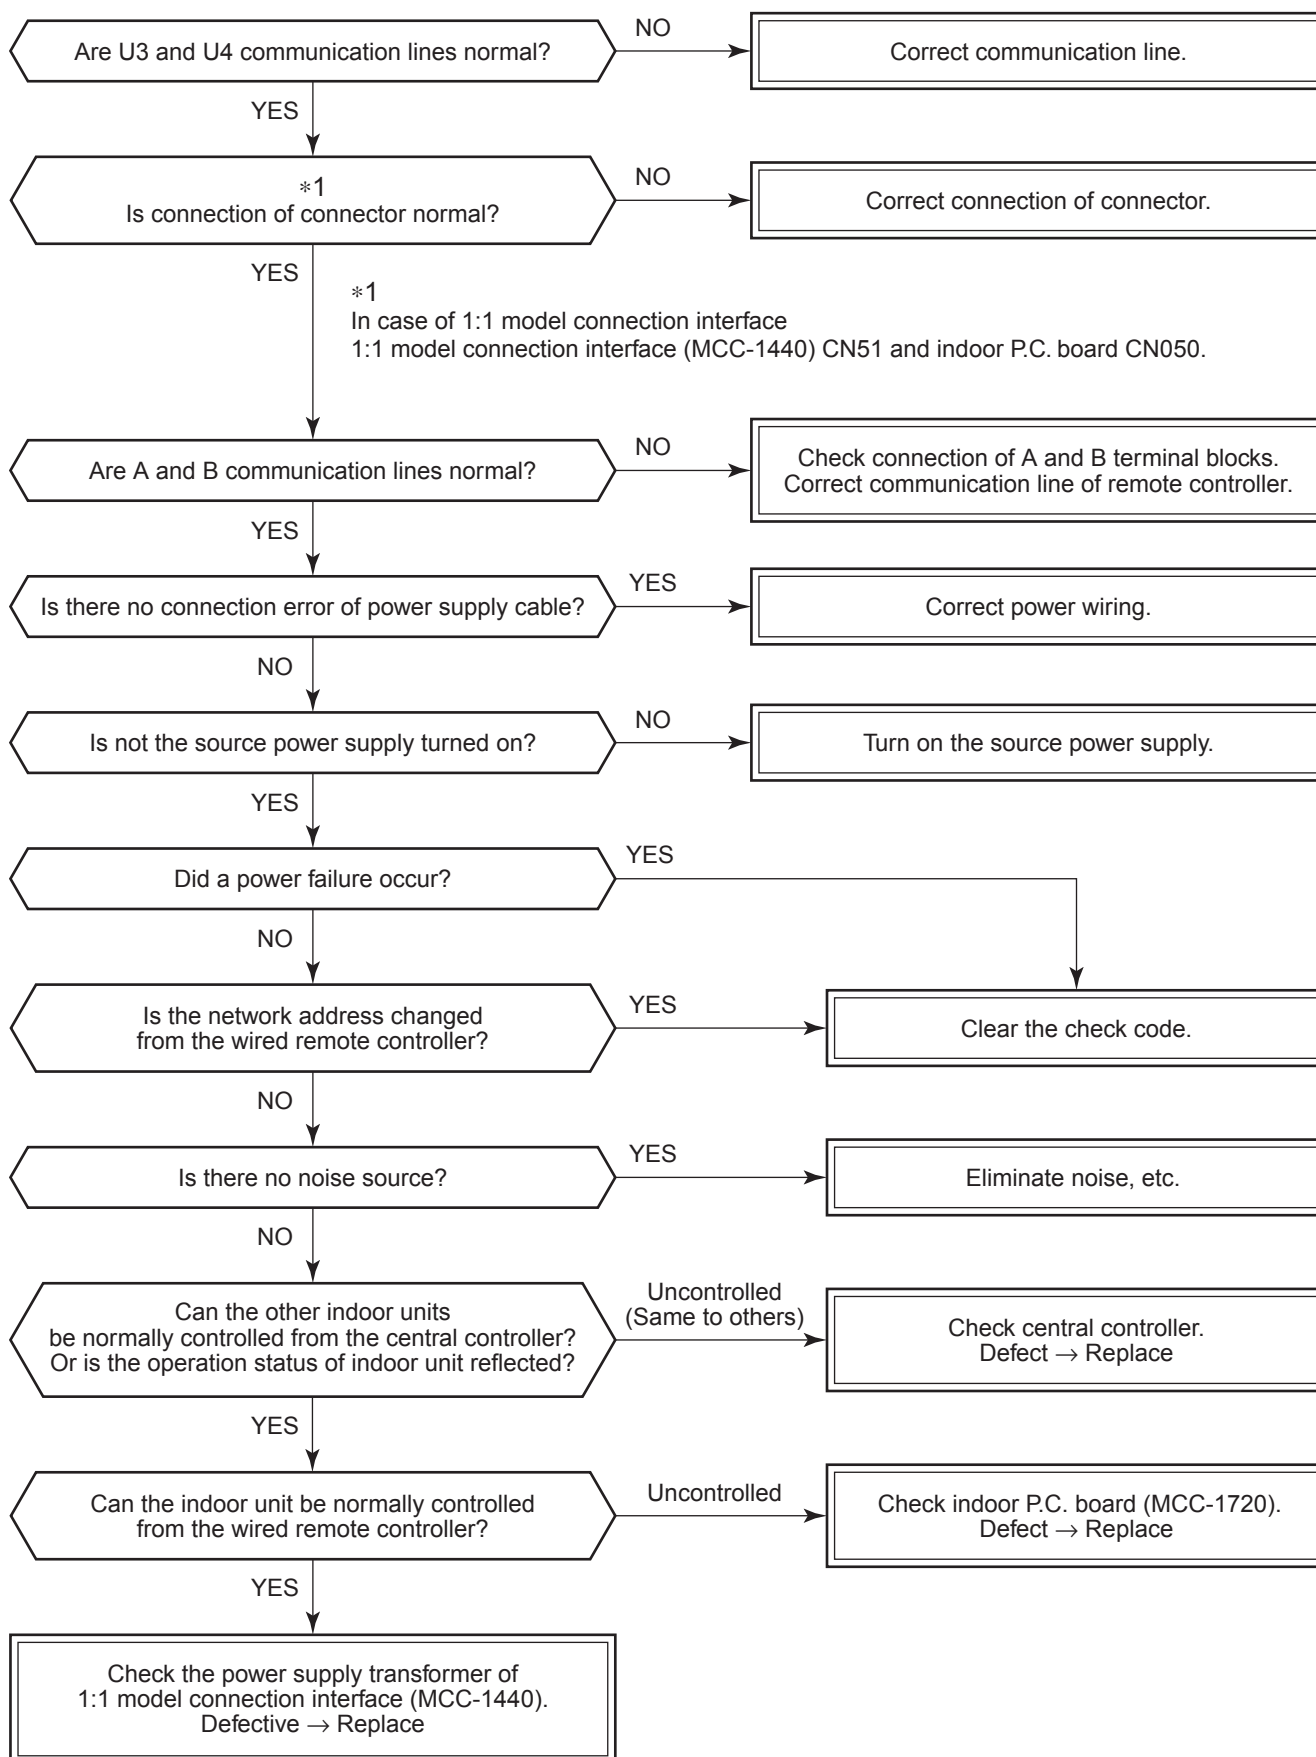 Are U3 and U4 communication lines normal?
NO
Correct communication line.
YES
*1
Is connection of connector normal?
NO
Correct connection of connector.
YES
*1
In case of 1:1 model connection interface
1:1 model connection interface (MCC-1440) CN51 and indoor P.C. board CN050.
Are A and B communication lines normal?
NO
Check connection of A and B terminal blocks.
Correct communication line of remote controller.
YES
Is there no connection error of power supply cable?
YES
Correct power wiring.
NO
Is not the source power supply turned on?
NO
Turn on the source power supply.
YES
Did a power failure occur?
YES
NO
Is the network address changed
from the wired remote controller?
YES
Clear the check code.
NO
Is there no noise source?
YES
Eliminate noise, etc.
NO
Can the other indoor units
be normally controlled from the central controller?
Or is the operation status of indoor unit reflected?
Uncontrolled
(Same to others)
Check central controller.
Defect → Replace
YES
Can the indoor unit be normally controlled
from the wired remote controller?
Uncontrolled
Check indoor P.C. board (MCC-1720).
Defect → Replace
YES
Check the power supply transformer of
1:1 model connection interface (MCC-1440).
Defective → Replace